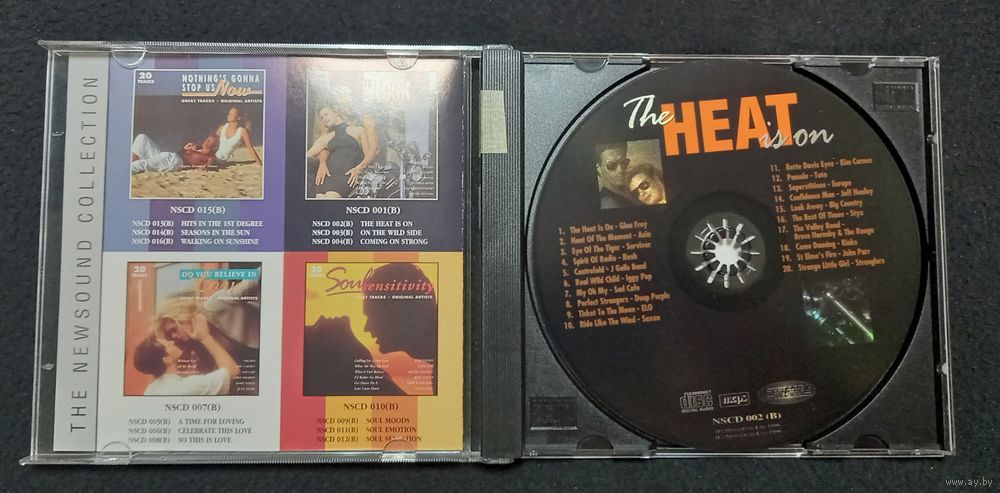 THE NEWSOUND COLLECTION
20
TRACKS
NOTHING'S GONNA
STOP US Now
GREAT TRACKS - ORIGINAL ARTISTS
NSCD 015(B)
NSCD 013(B) HITS IN THE 1ST DEGREE
NSCD 014(B) SEASONS IN THE SUN
NSCD 016(B) WALKING ON SUNSHINE
NSCD 001(B)
NSCD 002(B) THE HEAT IS ON
NSCD 003(B) ON THE WILD SIDE
NSCD 004(B) COMING ON STRONG
20
DO YOU BELIEVE IN
Love
GREAT TRACKS - ORIGINAL ARTISTS
NSCD 007(B)
NSCD 005(B) A TIME FOR LOVING
NSCD 006(B) CELEBRATE THIS LOVE
NSCD 008(B) SO THIS IS LOVE
20
TRACKS
Soul Sensitivity
GREAT TRACKS - ORIGINAL ARTISTS
NSCD 010(B)
NSCD 009(B) SOUL MOODS
NSCD 011(B) SOUL EMOTION
NSCD 012(B) SOUL SENSATION
The HEAT is on
1. The Heat Is On - Glen Frey
2. Heat Of The Moment - Asia
3. Eye Of The Tiger - Survivor
4. Spirit Of Radio - Rush
5. Centrefold - J Geils Band
6. Real Wild Child - Iggy Pop
7. My Oh My - Sad Cafe
8. Perfect Strangers - Deep Purple
9. Ticket To The Moon - ELO
10. Ride Like The Wind - Saxon
11. Bette Davis Eyes - Kim Carnes
12. Pamela - Toto
13. Superstitious - Europe
14. Confidence Man - Jeff Healey
15. Look Away - Big Country
16. The Best Of Times - Styx
17. The Valley Road -
Bruce Hornsby & The Range
18. Come Dancing - Kinks
19. St Elmo's Fire - John Parr
20. Strange Little Girl - Stranglers
COMPACT
disc
DIGITAL AUDIO
mcps
NSCD 002 (B)
www.ay.by